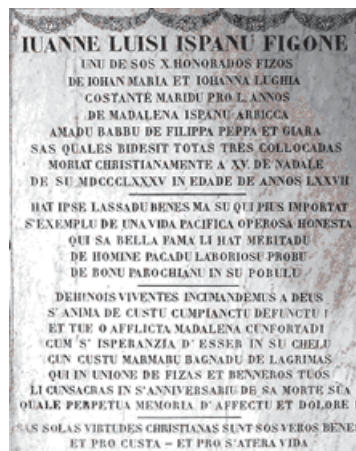 IUANNE LUISI ISPANU FIGONE
UNU DE SOS X. HONORADOS FIZOS
DE IOHAN MARIA ET IOHANNA LUGHIA
COSTANTE MARIDU PRO L. ANNOS
DE MADALENA ISPANU ARBICCA
AMADU BABBU DE FILIPPA PEPPA ET GIARA
SAS QUALES BIDESIT TOTAS TRES COLLOCADAS
MORIAT CHRISTIANAMENTE A XV. DE NADALE
DE SU MDCCCLXXXV IN EDADE DE ANNOS LXXVII
HAT IPSE LASSADU BENES MA SU QUI PIUS IMPORTAT
S'EXEMPLU DE UNA VIDA PACIFICA OPEROSA HONESTA
QUI SA BELLA FAMA LI HAT MERITADU
DE HOMINE PACADU LABORIOSU PROBU
DE BONU PAROCHIANU IN SU POBULU
DEHINOIS VIVENTES INCUMANDEMUS A DEUS
S'ANIMA DE CUSTU CUMPIANCTU DEFUNCTU!
ET TUE O AFFLICTA MADALENA CUNFORTADI
CUM S'ISPERANZIA D'ESSER IN SU CHELU
CUN CUSTU MARMARU BAGNADU DE LAGRIMAS
QUI IN UNIONE DE FIZAS ET BENNEROS TUOS
LI CUNSACRAS IN S'ANNIVERSARIU DE SA MORTE SUA
QUALE PERPETUA MEMORIA D'AFFECTU ET DOLORE
SAS SOLAS VIRTUDES CHRISTIANAS SUNT SOS VEROS BENES
ET PRO CUSTA – ET PRO S'ATERA VIDA